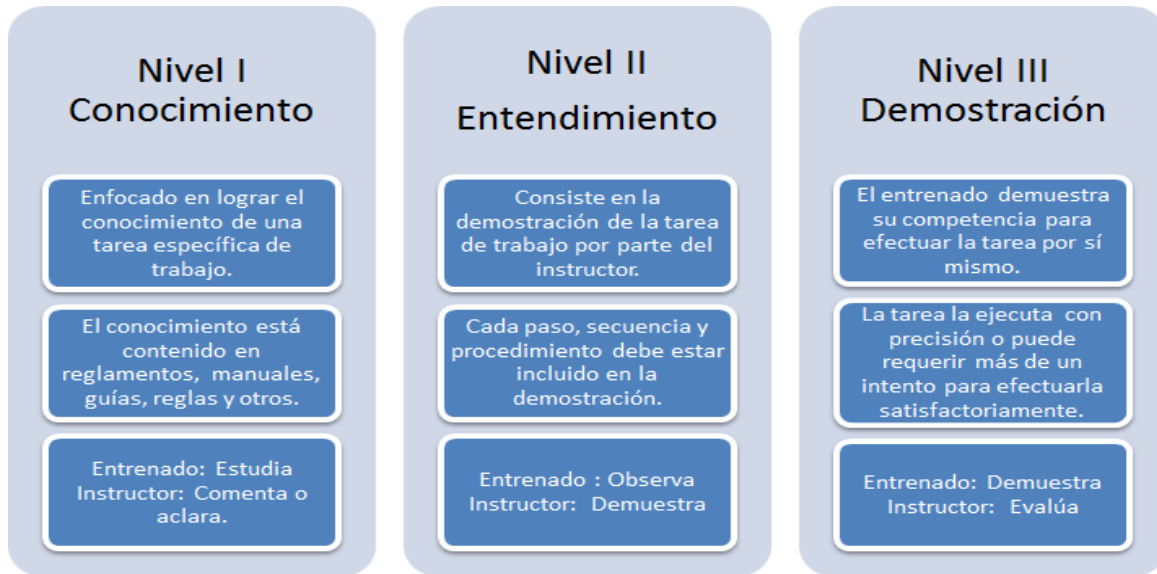 Nivel I
Conocimiento
Enfocado en lograr el
conocimiento de una
tarea específica de
trabajo.
El conocimiento está
contenido en
reglamentos, manuales,
guías, reglas y otros.
Entrenado: Estudia
Instructor: Comenta o
aclara.
Nivel II
Entendimiento
Consiste en la
demostración de la tarea
de trabajo por parte del
instructor.
Cada paso, secuencia y
procedimiento debe estar
incluido en la
demostración.
Entrenado : Observa
Instructor: Demuestra
Nivel III
Demostración
El entrenado demuestra
su competencia para
efectuar la tarea por sí
mismo.
La tarea la ejecuta con
precisión o puede
requerir más de un
intento para efectuarla
satisfactoriamente.
Entrenado: Demuestra
Instructor: Evalúa